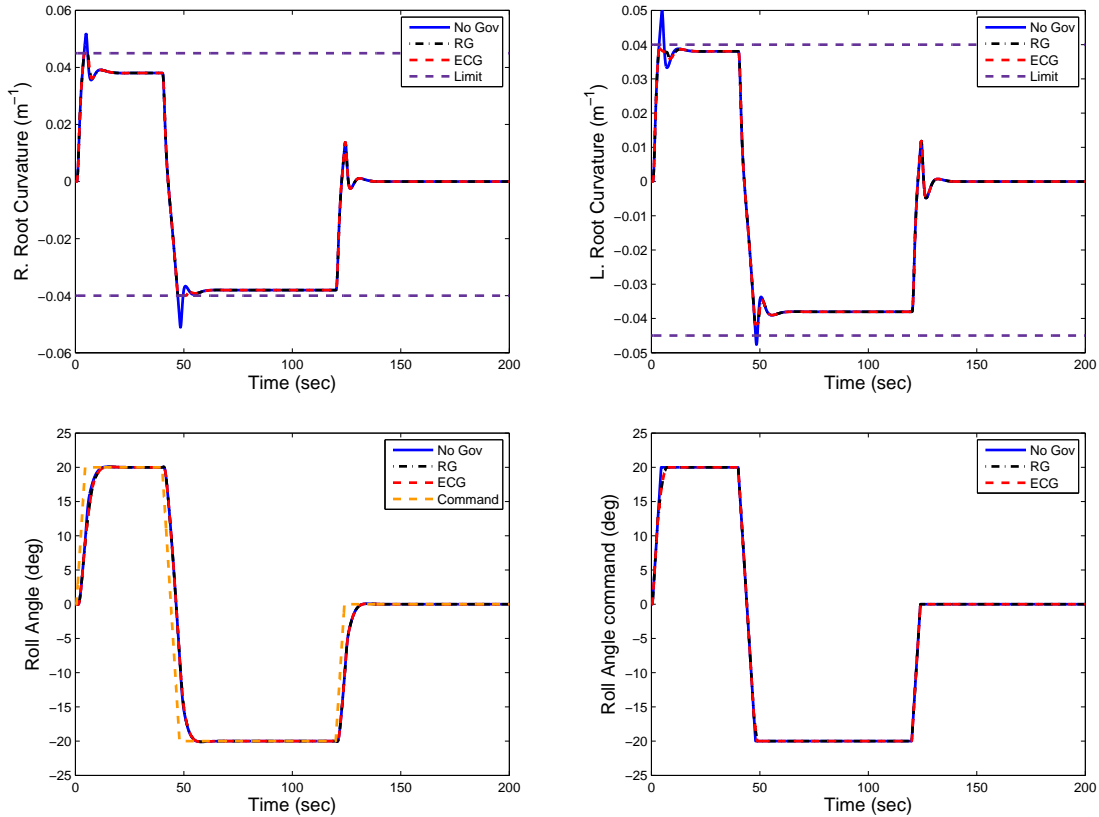 0.06
0.04
0.02
0
−0.02
−0.04
−0.06
R. Root Curvature (m⁻¹)
0 50 100 150 200
Time (sec)
No Gov
RG
ECG
Limit
0.05
0.04
0.03
0.02
0.01
0
−0.01
−0.02
−0.03
−0.04
−0.05
L. Root Curvature (m⁻¹)
0 50 100 150 200
Time (sec)
No Gov
RG
ECG
Limit
25
20
15
10
5
0
−5
−10
−15
−20
−25
Roll Angle (deg)
0 50 100 150 200
Time (sec)
No Gov
RG
ECG
Command
25
20
15
10
5
0
−5
−10
−15
−20
−25
Roll Angle command (deg)
0 50 100 150 200
Time (sec)
No Gov
RG
ECG